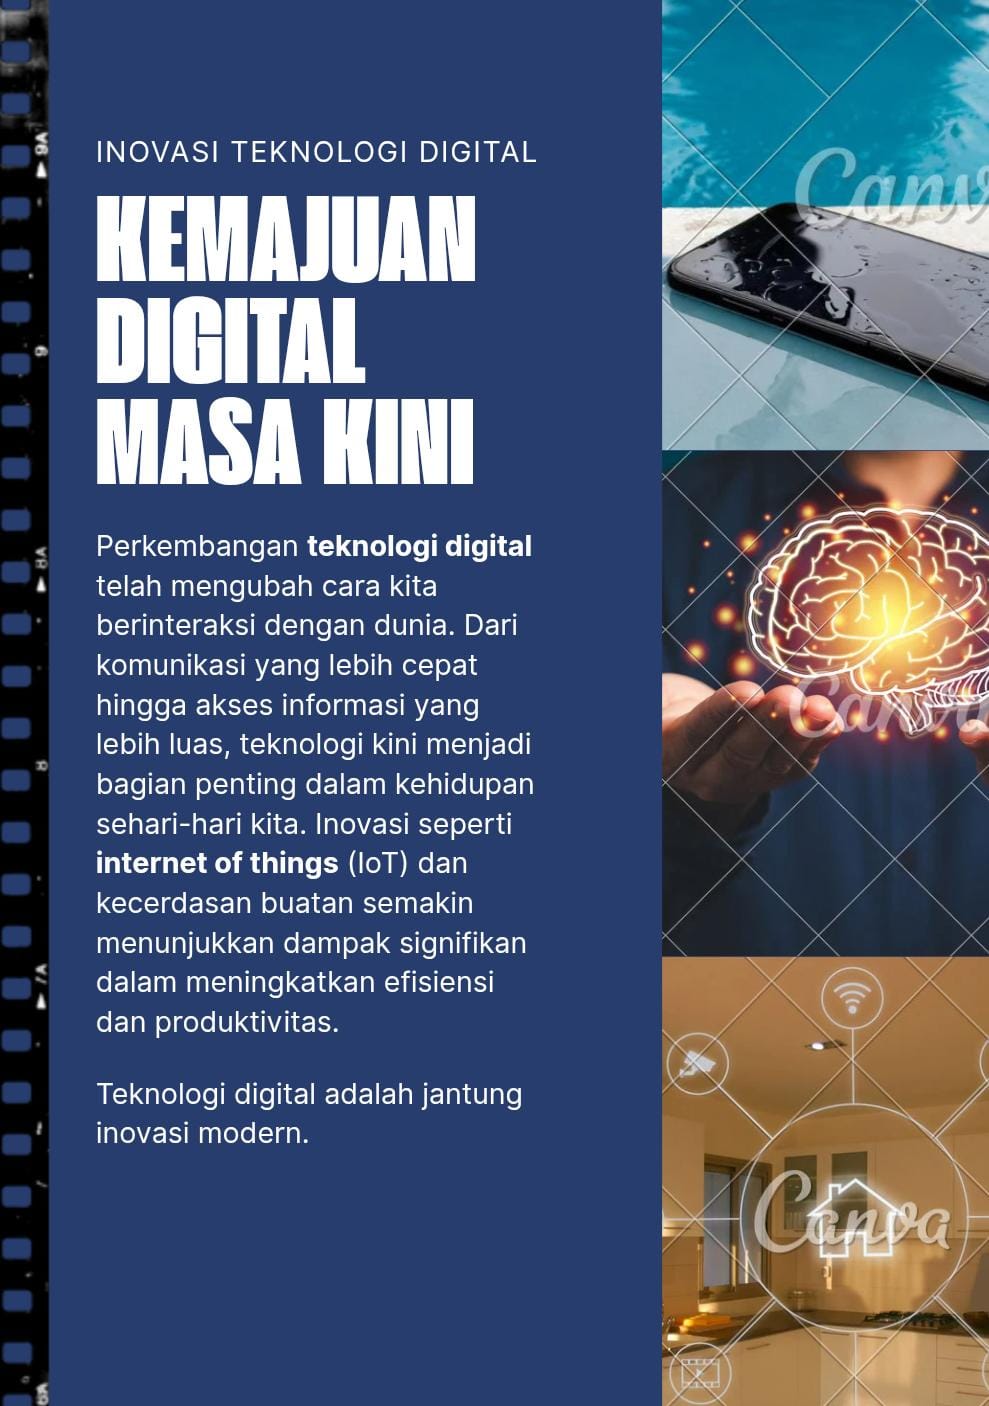 INOVASI TEKNOLOGI DIGITAL
KEMAJUAN
DIGITAL
MASA KINI
Perkembangan teknologi digital
telah mengubah cara kita
berinteraksi dengan dunia. Dari
komunikasi yang lebih cepat
hingga akses informasi yang
lebih luas, teknologi kini menjadi
bagian penting dalam kehidupan
sehari-hari kita. Inovasi seperti
internet of things (IoT) dan
kecerdasan buatan semakin
menunjukkan dampak signifikan
dalam meningkatkan efisiensi
dan produktivitas.
Teknologi digital adalah jantung
inovasi modern.
Canv
Canva
Canva